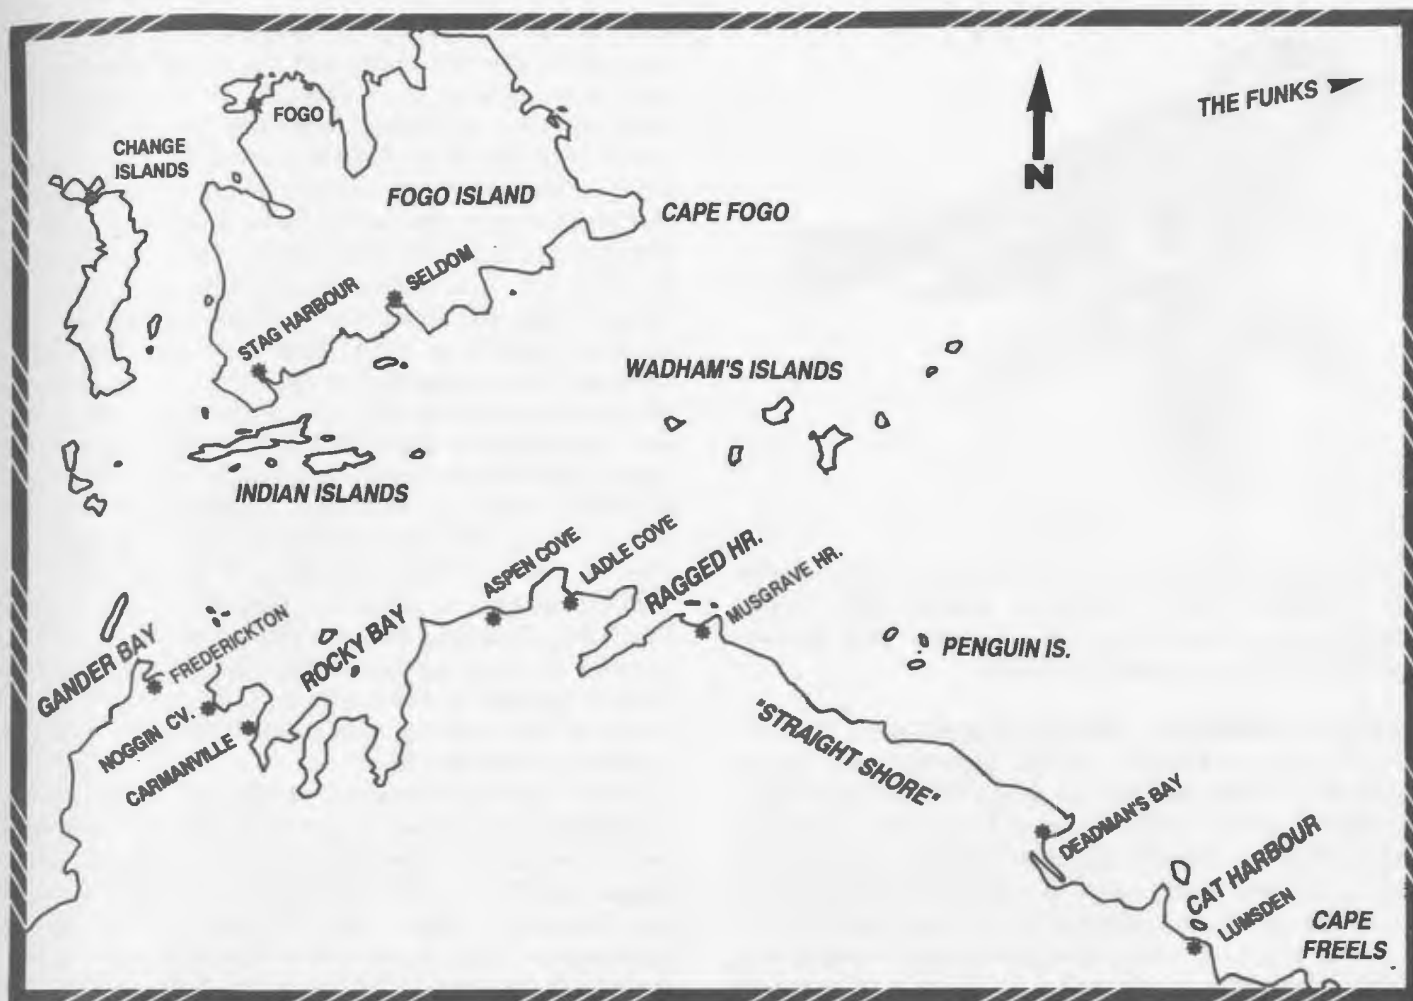 THE FUNKS
N
FOGO
CHANGE
ISLANDS
FOGO ISLAND
CAPE FOGO
SELDOM
STAG HARBOUR
WADHAM'S ISLANDS
INDIAN ISLANDS
ASPEN COVE
LADLE COVE
RAGGED HR.
MUSGRAVE HR.
GANDER BAY
FREDERICKTON
ROCKY BAY
PENGUIN IS.
NOGGIN CV.
CARMANVILLE
"STRAIGHT SHORE"
DEADMAN'S BAY
CAT HARBOUR
LUMSDEN
CAPE
FREELS